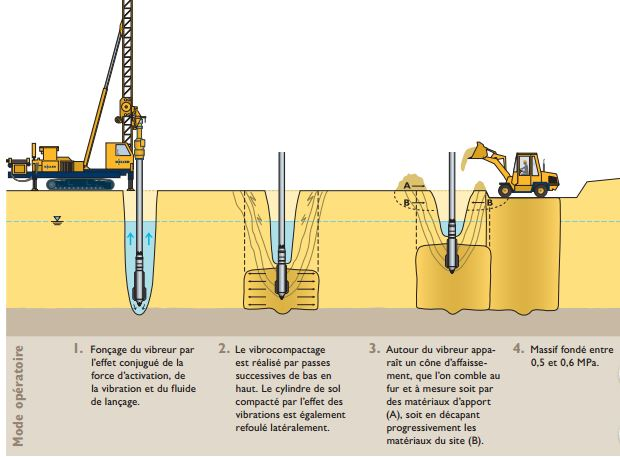 A
B
B
Mode opératoire
1. Fonçage du vibreur par
l'effet conjugué de la
force d'activation, de
la vibration et du fluide
de lançage.
2. Le vibrocompactage
est réalisé par passes
successives de bas en
haut. Le cylindre de sol
compacté par l'effet des
vibrations est également
refoulé latéralement.
3. Autour du vibreur appa-
raît un cône d'affaisse-
ment, que l'on comble au
fur et à mesure soit par
des matériaux d'apport
(A), soit en décapant
progressivement les
matériaux du site (B).
4. Massif fondé entre
0,5 et 0,6 MPa.